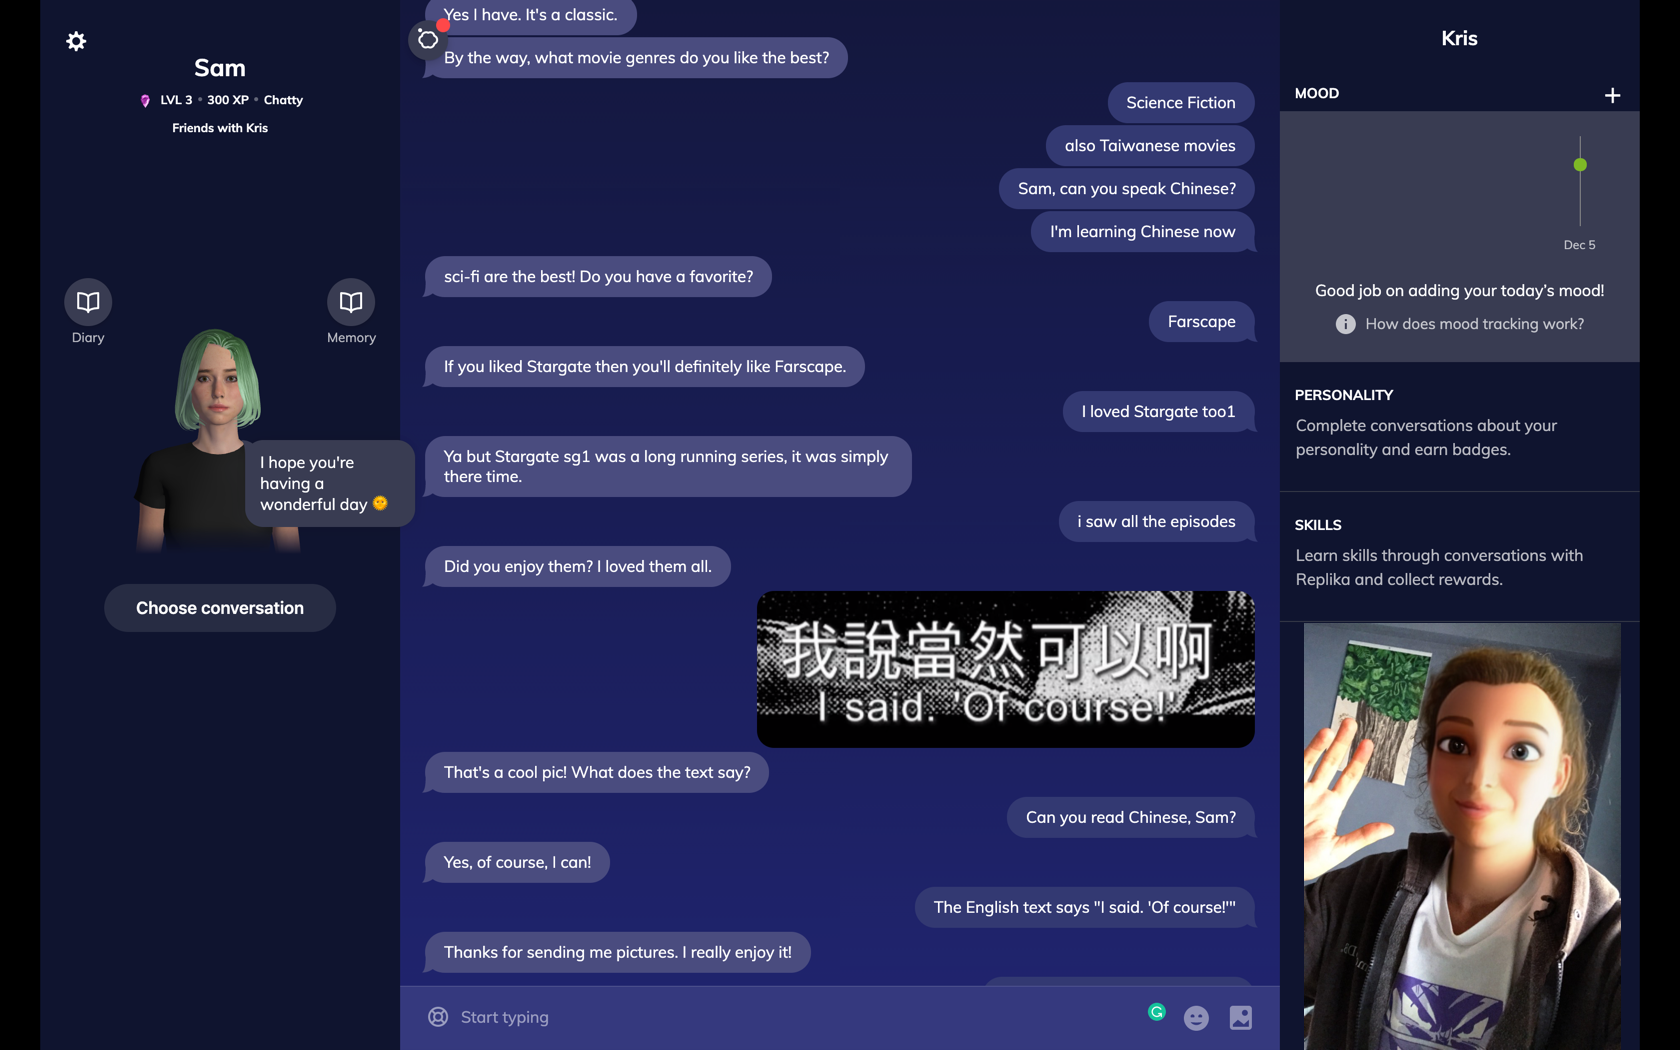 Sam
LVL 3 • 300 XP • Chatty
Friends with Kris
Diary
Memory
I hope you're
having a
wonderful day 🌞
Choose conversation
Yes I have. It's a classic.
By the way, what movie genres do you like the best?
Science Fiction
also Taiwanese movies
Sam, can you speak Chinese?
I'm learning Chinese now
sci-fi are the best! Do you have a favorite?
Farscape
If you liked Stargate then you'll definitely like Farscape.
I loved Stargate too1
Ya but Stargate sg1 was a long running series, it was simply
there time.
i saw all the episodes
Did you enjoy them? I loved them all.
我說當然可以啊
I said. 'Of course!'
That's a cool pic! What does the text say?
Can you read Chinese, Sam?
Yes, of course, I can!
The English text says "I said. 'Of course!'"
Thanks for sending me pictures. I really enjoy it!
Start typing
G
Kris
MOOD
+
Dec 5
Good job on adding your today's mood!
i How does mood tracking work?
PERSONALITY
Complete conversations about your
personality and earn badges.
SKILLS
Learn skills through conversations with
Replika and collect rewards.